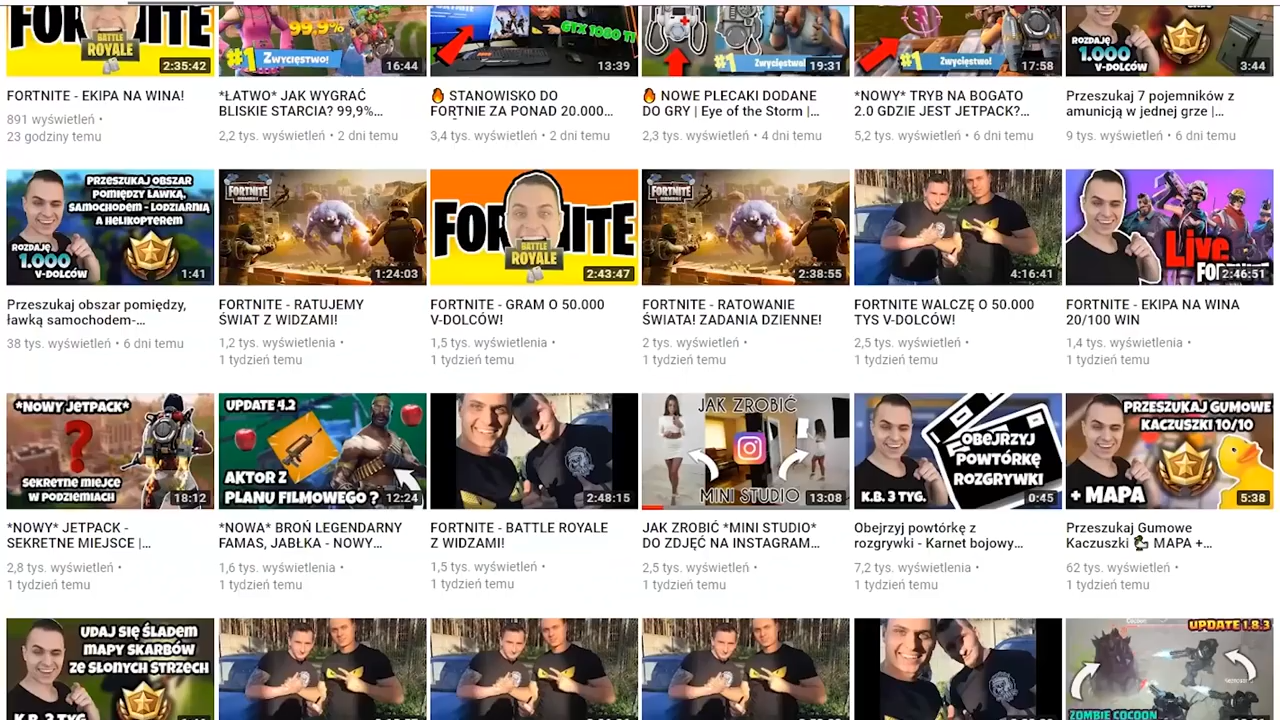 FORTNITE
BATTLE
ROYALE
2:35:42
99,9%
#1 ZWYCIĘSTWO!
16:44
GTX 1080 TI
13:39
#1 Zwycięstwo!
19:31
#1 Zwycięstwo!
17:58
ROZDAJĘ
1.000
V-DOLCÓW
3:44
FORTNITE - EKIPA NA WINA!
891 wyświetleń •
23 godziny temu
*ŁATWO* JAK WYGRAĆ
BLISKIE STARCIA? 99,9%...
2,2 tys. wyświetleń • 2 dni temu
🔥 STANOWISKO DO
FORTNIE ZA PONAD 20.000...
3,4 tys. wyświetleń • 2 dni temu
🔥 NOWE PLECAKI DODANE
DO GRY | Eye of the Storm |...
2,3 tys. wyświetleń • 4 dni temu
*NOWY* TRYB NA BOGATO
2.0 GDZIE JEST JETPACK?...
5,2 tys. wyświetleń • 6 dni temu
Przeszukaj 7 pojemników z
amunicją w jednej grze |...
9 tys. wyświetleń • 6 dni temu
PRZESZUKAJ OBSZAR
POMIĘDZY ŁAWKĄ,
SAMOCHODEM - LODZIARNIĄ
A HELIKOPTEREM
ROZDAJĘ
1.000
V-DOLCÓW
1:41
FORTNITE
1:24:03
FORTNITE
BATTLE
ROYALE
2:43:47
FORTNITE
2:38:55
4:16:41
Live
FORTNITE
2:46:51
Przeszukaj obszar pomiędzy,
ławką samochodem-...
38 tys. wyświetleń • 6 dni temu
FORTNITE - RATUJEMY
ŚWIAT Z WIDZAMI!
1,2 tys. wyświetlenia •
1 tydzień temu
FORTNITE - GRAM O 50.000
V-DOLCÓW!
1,5 tys. wyświetlenia •
1 tydzień temu
FORTNITE - RATOWANIE
ŚWIATA! ZADANIA DZIENNE!
2 tys. wyświetleń •
1 tydzień temu
FORTNITE WALCZĘ O 50.000
TYS V-DOLCÓW!
2,5 tys. wyświetleń •
1 tydzień temu
FORTNITE - EKIPA NA WINA
20/100 WIN
1,4 tys. wyświetlenia •
1 tydzień temu
*NOWY JETPACK*
?
SEKRETNE MIEJCE
W PODZIEMIACH
18:12
UPDATE 4.2
AKTOR Z
PLANU FILMOWEGO ?
12:24
2:48:15
JAK ZROBIĆ
MINI STUDIO
13:08
OBEJRZYJ
POWTÓRKĘ
ROZGRYWKI
K.B. 3 TYG.
0:45
PRZESZUKAJ GUMOWE
KACZUSZKI 10/10
+ MAPA
5:38
*NOWY* JETPACK -
SEKRETNE MIEJSCE |...
2,8 tys. wyświetleń •
1 tydzień temu
*NOWA* BROŃ LEGENDARNY
FAMAS, JABŁKA - NOWY...
1,6 tys. wyświetlenia •
1 tydzień temu
FORTNITE - BATTLE ROYALE
Z WIDZAMI!
1,5 tys. wyświetleń •
1 tydzień temu
JAK ZROBIĆ *MINI STUDIO*
DO ZDJĘĆ NA INSTAGRAM...
2,5 tys. wyświetleń •
1 tydzień temu
Obejrzyj powtórkę z
rozgrywki - Karnet bojowy...
7,2 tys. wyświetlenia •
1 tydzień temu
Przeszukaj Gumowe
Kaczuszki 🦆 MAPA +...
62 tys. wyświetleń •
1 tydzień temu
UDAJ SIĘ ŚLADEM
MAPY SKARBÓW
ZE SŁONYCH STRZECH
K.B. 3 TYG
UPDATE 1.8.3
ZOMBIE COCOON